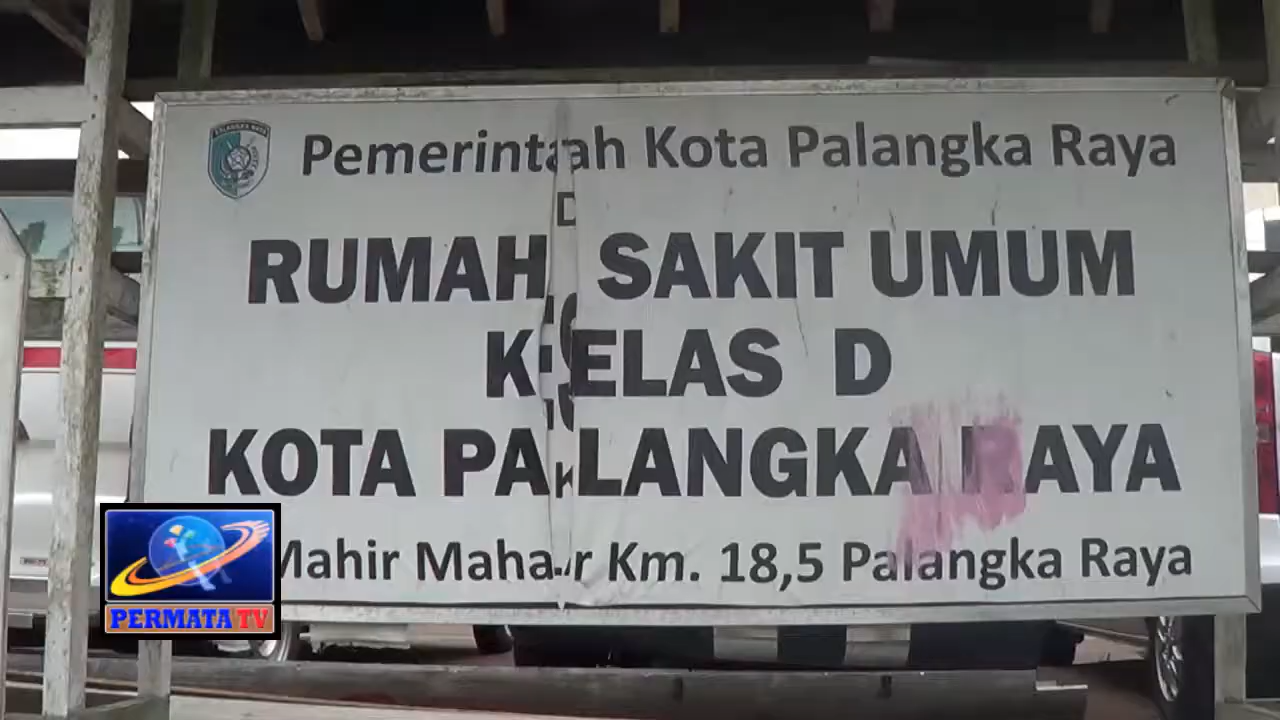 Pemerintah Kota Palangka Raya
RUMAH SAKIT UMUM
KELAS D
KOTA PALANGKA RAYA
Mahir Mahar Km. 18,5 Palangka Raya
PERMATA TV